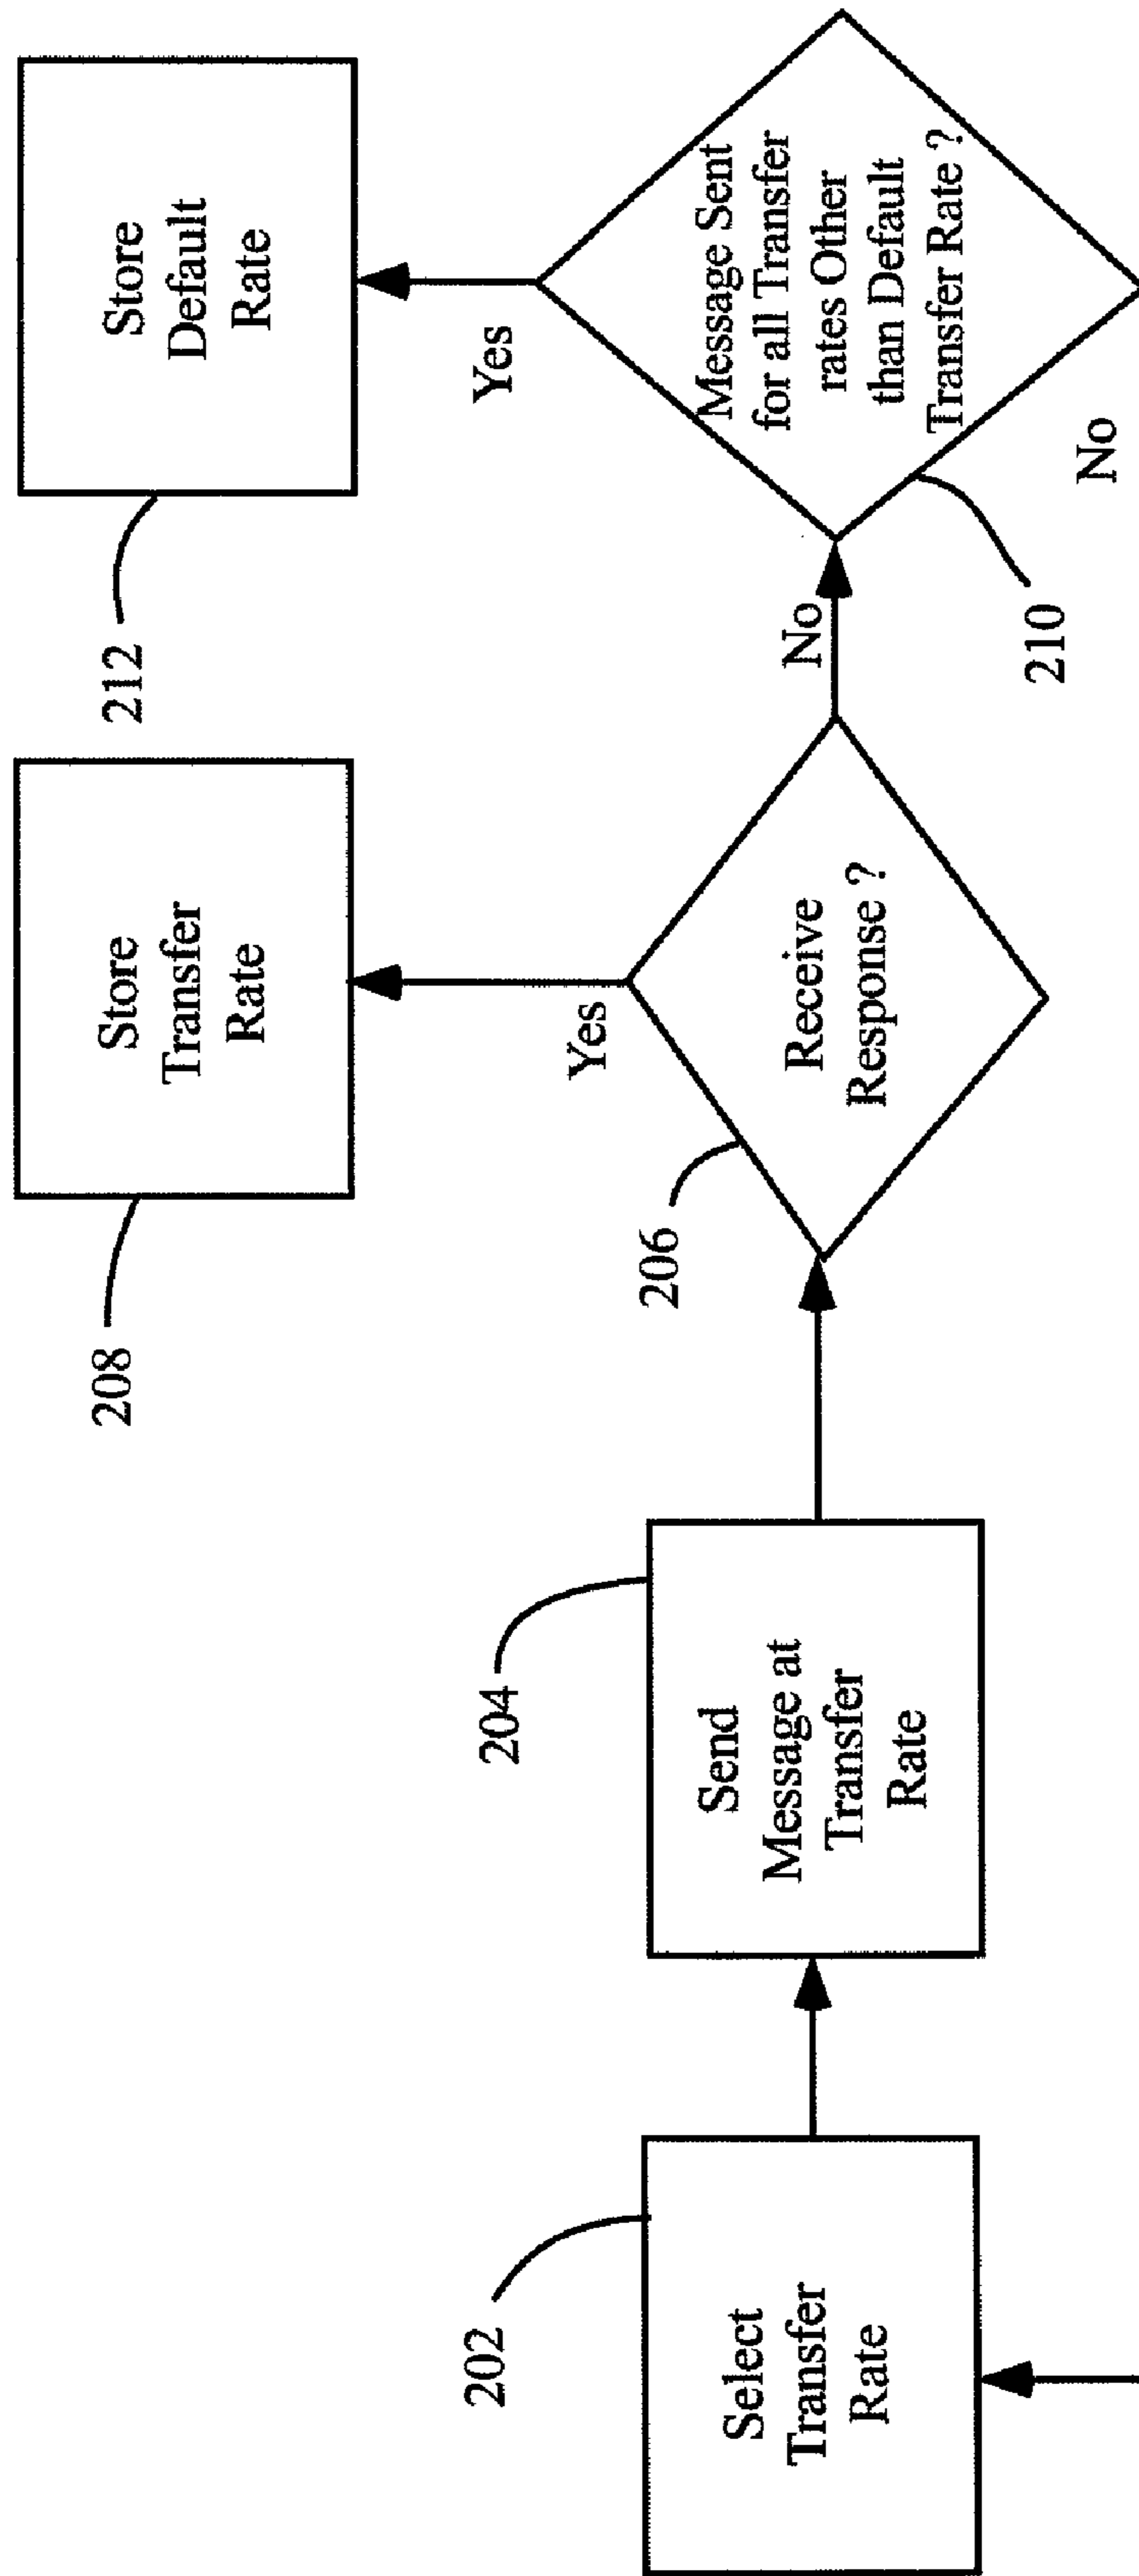 202
Select
Transfer
Rate
204
Send
Message at
Transfer
Rate
206
Receive
Response ?
Yes
208
Store
Transfer
Rate
No
210
Message Sent
for all Transfer
rates Other
than Default
Transfer Rate ?
Yes
212
Store
Default
Rate
No